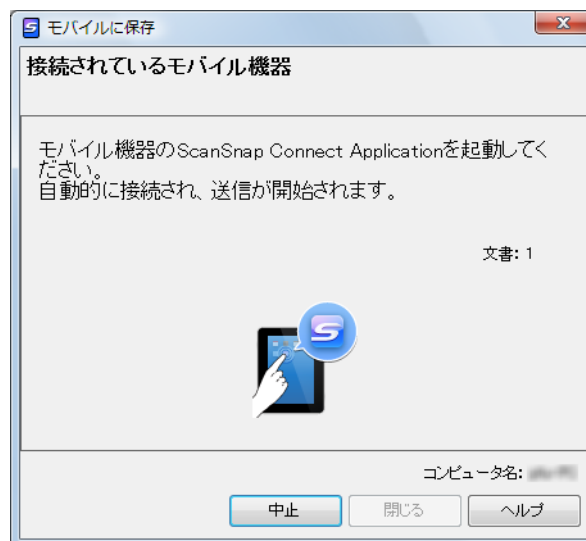 モバイルに保存
接続されているモバイル機器
モバイル機器のScanSnap Connect Applicationを起動してく
ださい。
自動的に接続され、送信が開始されます。
文書: 1
S
コンピュータ名:
中止
閉じる
ヘルプ